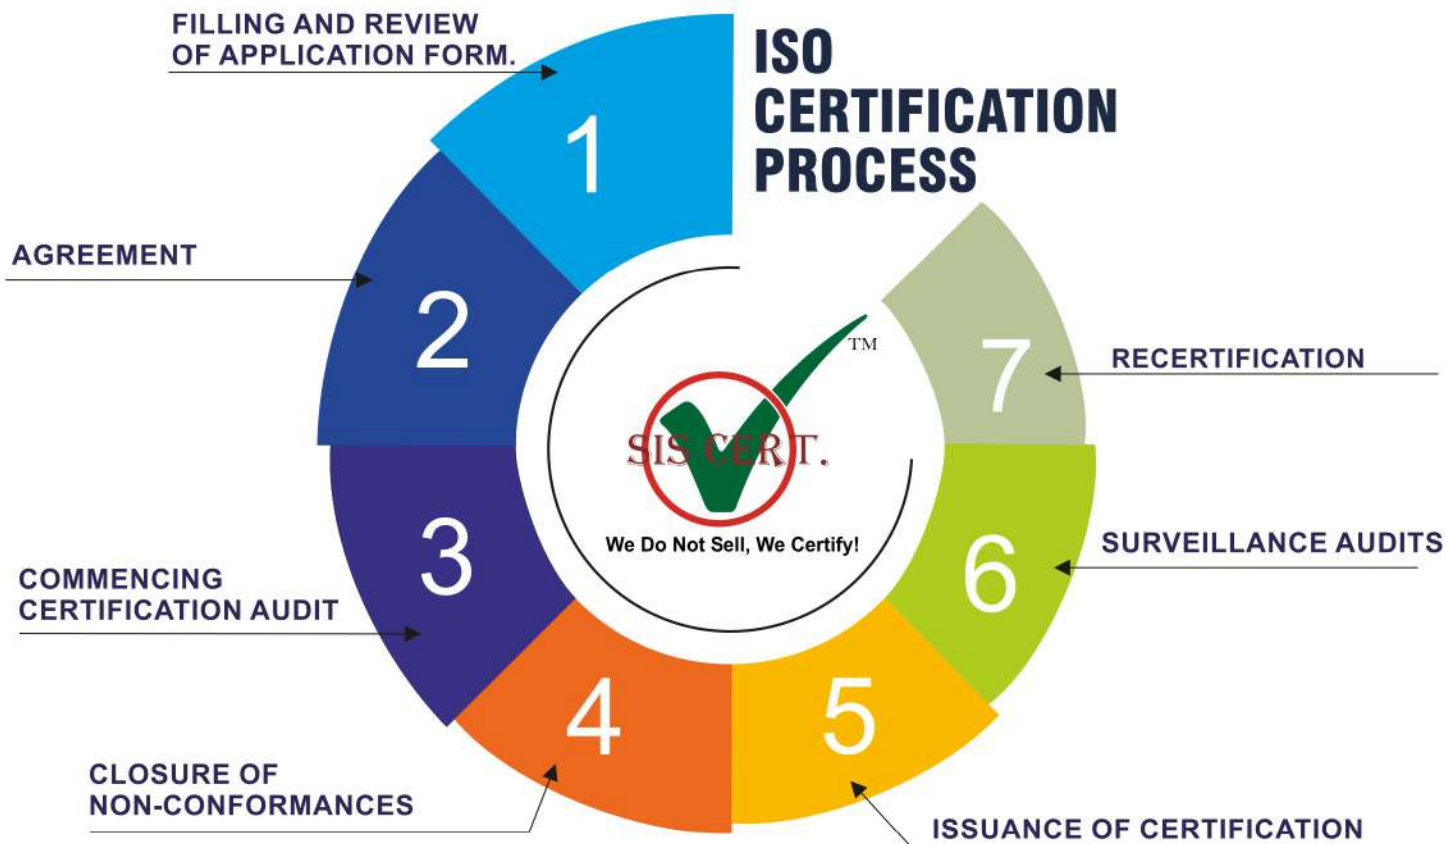 ISO
CERTIFICATION
PROCESS
FILLING AND REVIEW
OF APPLICATION FORM.
1
AGREEMENT
2
COMMENCING
CERTIFICATION AUDIT
3
CLOSURE OF
NON-CONFORMANCES
4
5
ISSUANCE OF CERTIFICATION
6
SURVEILLANCE AUDITS
7
RECERTIFICATION
TM
SIS CERT.
We Do Not Sell, We Certify!